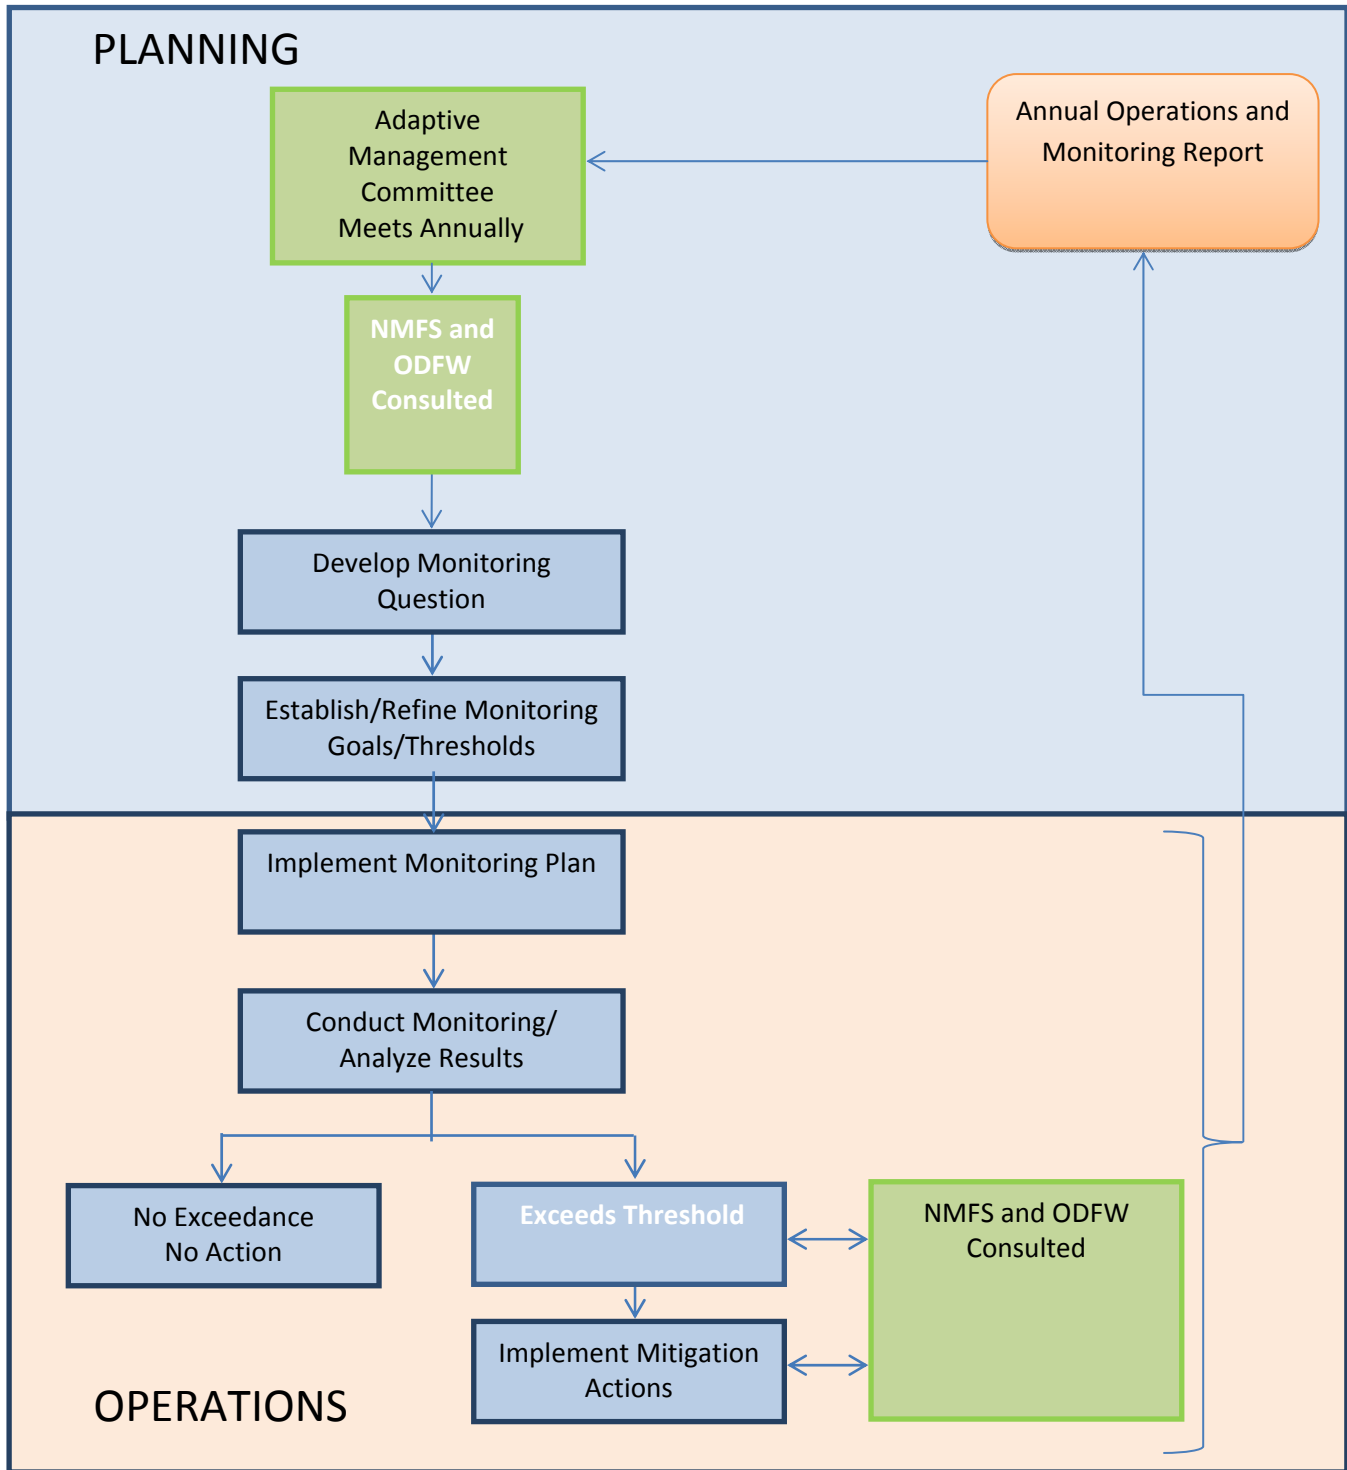 PLANNING
Adaptive
Management
Committee
Meets Annually
Annual Operations and
Monitoring Report
NMFS and
ODFW
Consulted
Develop Monitoring
Question
Establish/Refine Monitoring
Goals/Thresholds
Implement Monitoring Plan
Conduct Monitoring/
Analyze Results
No Exceedance
No Action
Exceeds Threshold
NMFS and ODFW
Consulted
Implement Mitigation
Actions
OPERATIONS